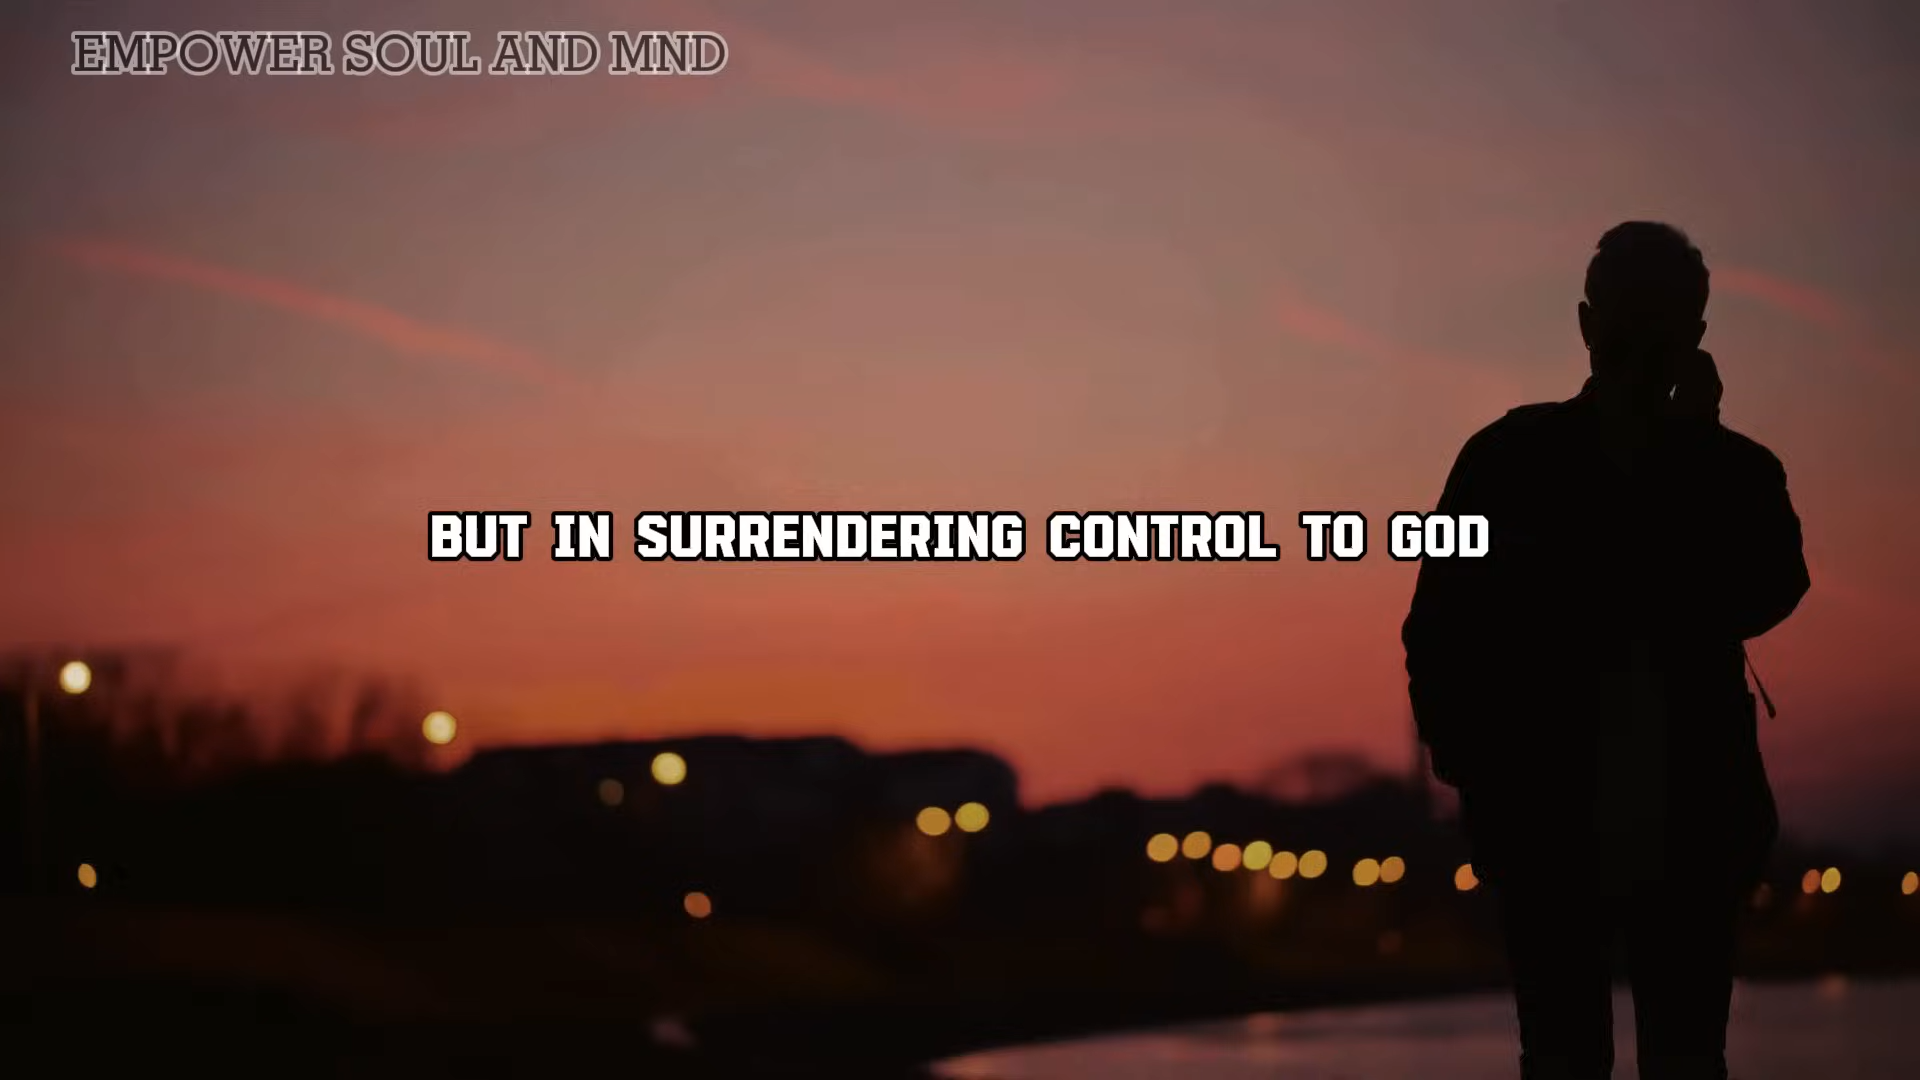 EMPOWER SOUL AND MND
BUT IN SURRENDERING CONTROL TO GOD